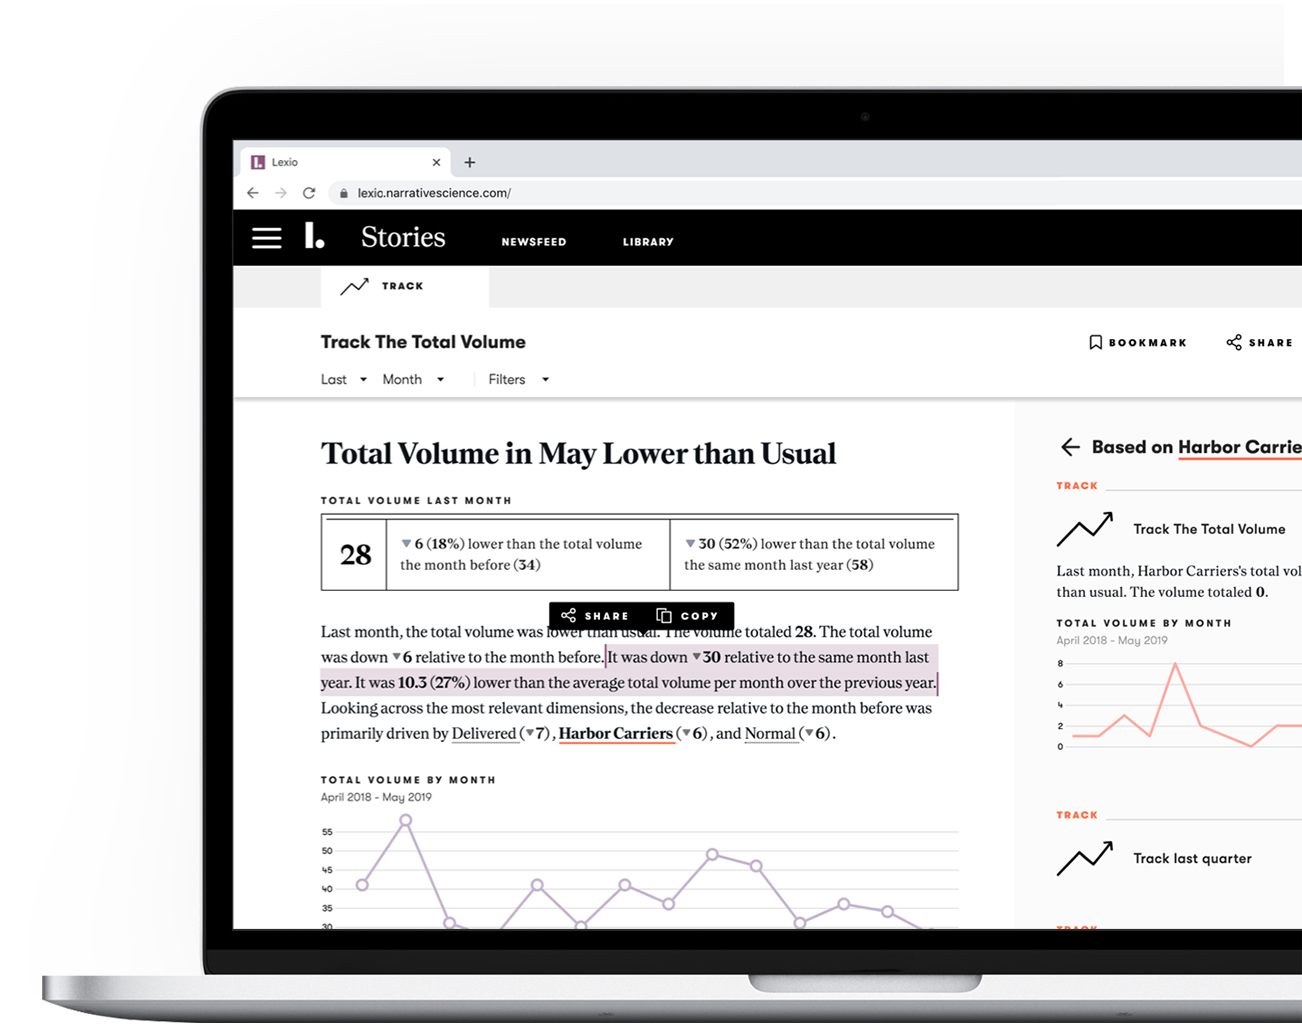 Lexio
lexio.narrativescience.com/
Stories
NEWSFEED
LIBRARY
TRACK
Track The Total Volume
BOOKMARK
SHARE
Last
Month
Filters
Total Volume in May Lower than Usual
TOTAL VOLUME LAST MONTH
28
▼6 (18%) lower than the total volume
the month before (34)
▼30 (52%) lower than the total volume
the same month last year (58)
SHARE
COPY
Last month, the total volume was lower than usual. The volume totaled 28. The total volume
was down ▼6 relative to the month before. It was down ▼30 relative to the same month last
year. It was 10.3 (27%) lower than the average total volume per month over the previous year.
Looking across the most relevant dimensions, the decrease relative to the month before was
primarily driven by Delivered (▼7), Harbor Carriers (▼6), and Normal (▼6).
TOTAL VOLUME BY MONTH
April 2018 - May 2019
55
50
45
40
35
30
Based on Harbor Carrie
TRACK
Track The Total Volume
Last month, Harbor Carriers's total vol
than usual. The volume totaled 0.
TOTAL VOLUME BY MONTH
April 2018 - May 2019
8
6
4
2
0
TRACK
Track last quarter
TRACK